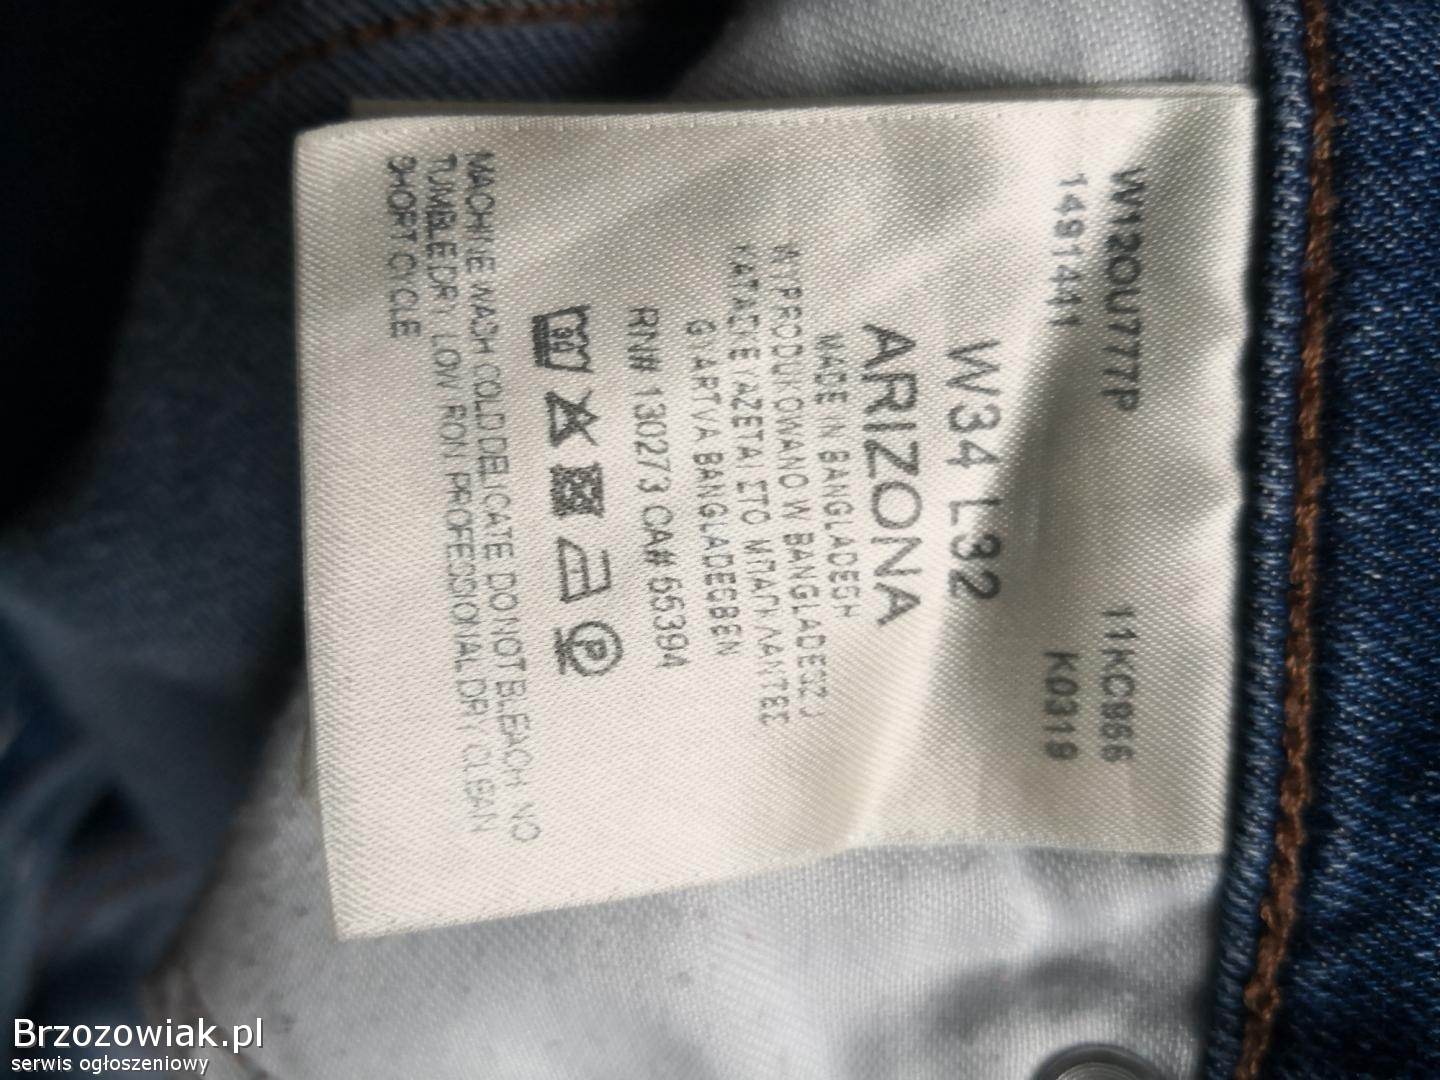 W12OU777P 11KC966
1491441 K0319
W34 L32
ARIZONA
MADE IN BANGLADESH
WYPRODUKOWANO W BANGLADESZU
ΚΑΤΑΣΚΕΥΑΖΕΤΑΙ ΣΤΟ ΜΠΑΓΚΛΑΝΤΕΣ
GYÁRTVA BANGLADESBEN
RN# 130273 CA# 55394
MACHINE WASH COLD DELICATE DO NOT BLEACH NO
TUMBLE DRY LOW IRON PROFESSIONAL DRY CLEAN
SHORT CYCLE
Brzozowiak.pl
serwis ogłoszeniowy